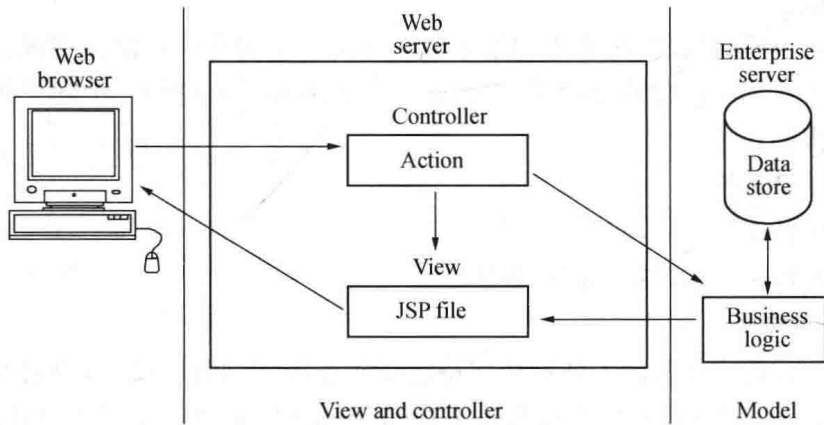 Web
browser
Web
server
Controller
Action
View
JSP file
View and controller
Enterprise
server
Data
store
Business
logic
Model